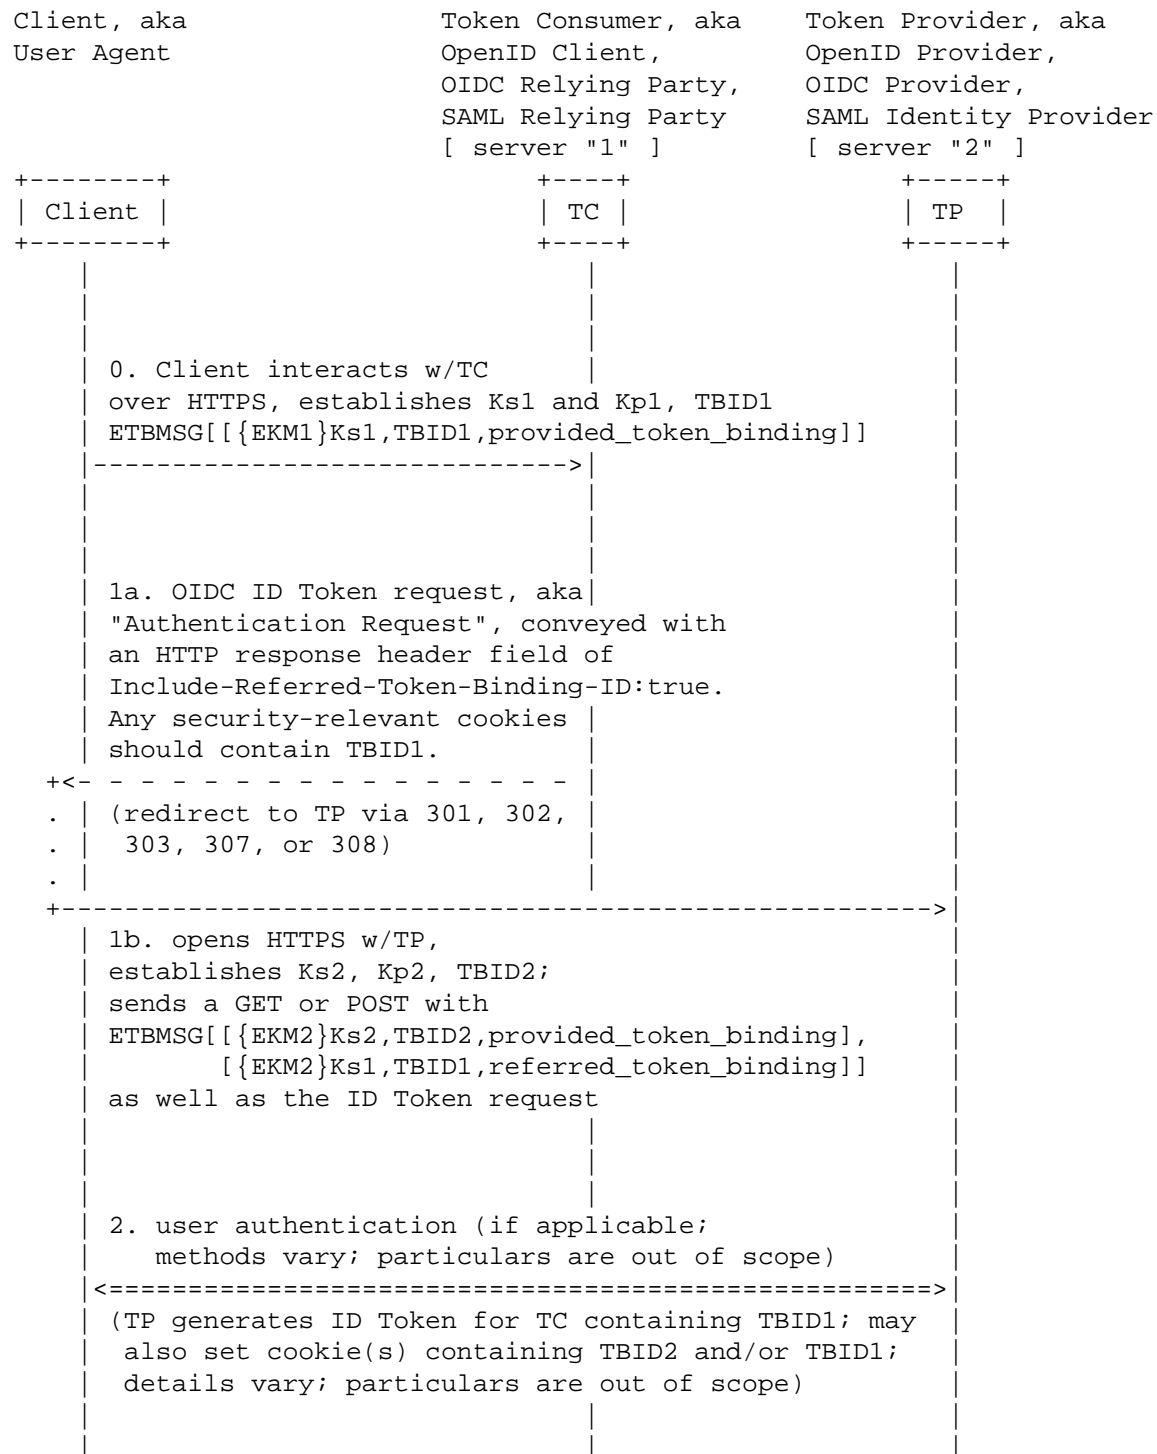 Client, aka                Token Consumer, aka    Token Provider, aka
User Agent                 OpenID Client,         OpenID Provider,
                           OIDC Relying Party,    OIDC Provider,
                           SAML Relying Party     SAML Identity Provider
                           [ server "1" ]         [ server "2" ]
+--------+                       +----+                 +-----+
| Client |                       | TC |                 | TP  |
+--------+                       +----+                 +-----+
    |                               |                      |
    |                               |                      |
    |                               |                      |
    | 0. Client interacts w/TC      |                      |
    | over HTTPS, establishes Ks1 and Kp1, TBID1           |
    | ETBMSG[[{EKM1}Ks1,TBID1,provided_token_binding]]     |
    |------------------------------>|                      |
    |                               |                      |
    |                               |                      |
    |                               |                      |
    | 1a. OIDC ID Token request, aka|                      |
    | "Authentication Request", conveyed with              |
    | an HTTP response header field of                     |
    | Include-Referred-Token-Binding-ID:true.              |
    | Any security-relevant cookies |                      |
    | should contain TBID1.         |                      |
  +<- - - - - - - - - - - - - - - - |                      |
  . | (redirect to TP via 301, 302, |                      |
  . |  303, 307, or 308)            |                      |
  . |                               |                      |
  +------------------------------------------------------->|
    | 1b. opens HTTPS w/TP,                                |
    | establishes Ks2, Kp2, TBID2;                         |
    | sends a GET or POST with                             |
    | ETBMSG[[{EKM2}Ks2,TBID2,provided_token_binding],     |
    |        [{EKM2}Ks1,TBID1,referred_token_binding]]     |
    | as well as the ID Token request                      |
    |                               |                      |
    |                               |                      |
    |                               |                      |
    | 2. user authentication (if applicable;               |
    |    methods vary; particulars are out of scope)       |
    |<====================================================>|
    | (TP generates ID Token for TC containing TBID1; may  |
    |  also set cookie(s) containing TBID2 and/or TBID1;   |
    |  details vary; particulars are out of scope)         |
    |                               |                      |
    |                               |                      |